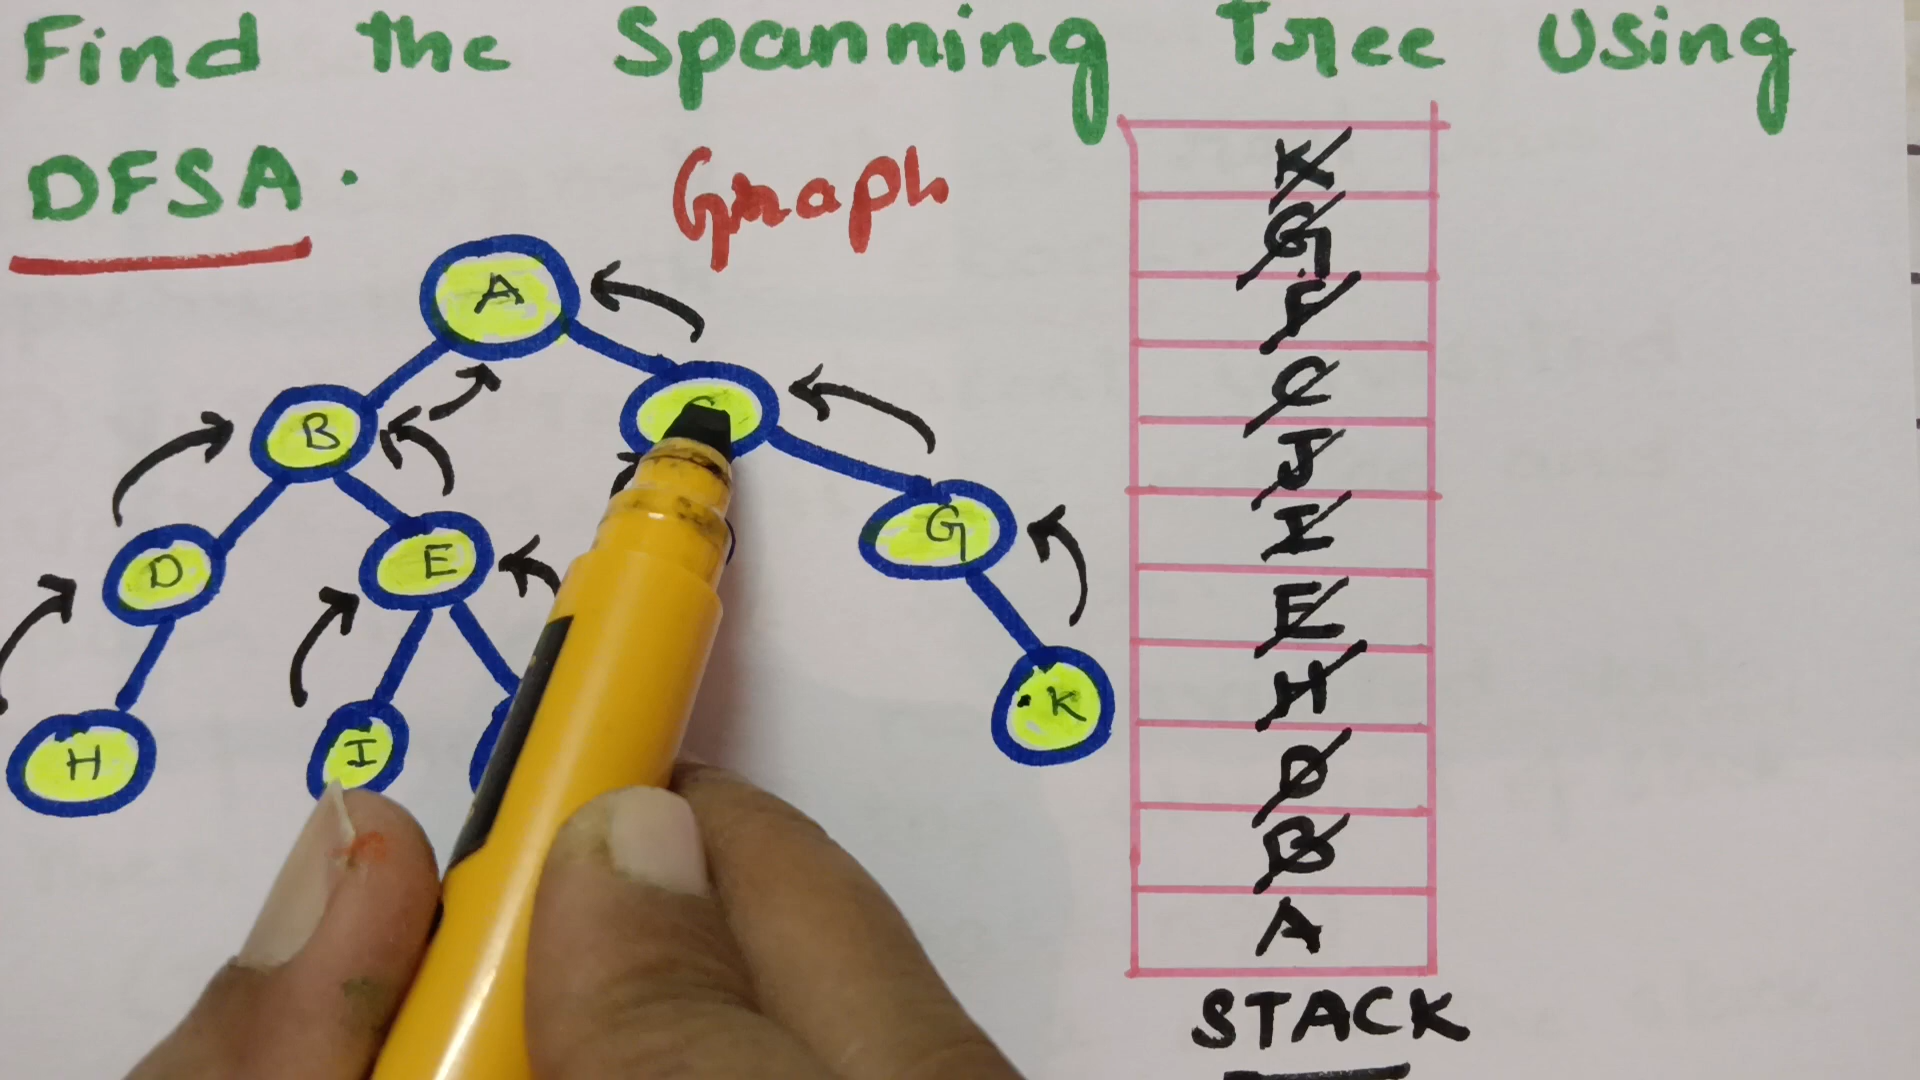 Find the Spanning Tree Using
DFSA.
Graph
A
B
G
D
E
H
I
K
K
G
F
C
J
I
E
H
D
B
A
STACK